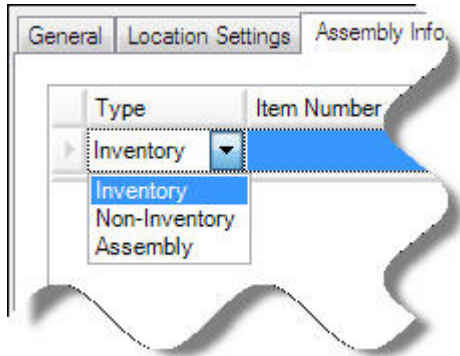 General Location Settings Assembly Info.
Type Item Number
Inventory
Inventory
Non-Inventory
Assembly